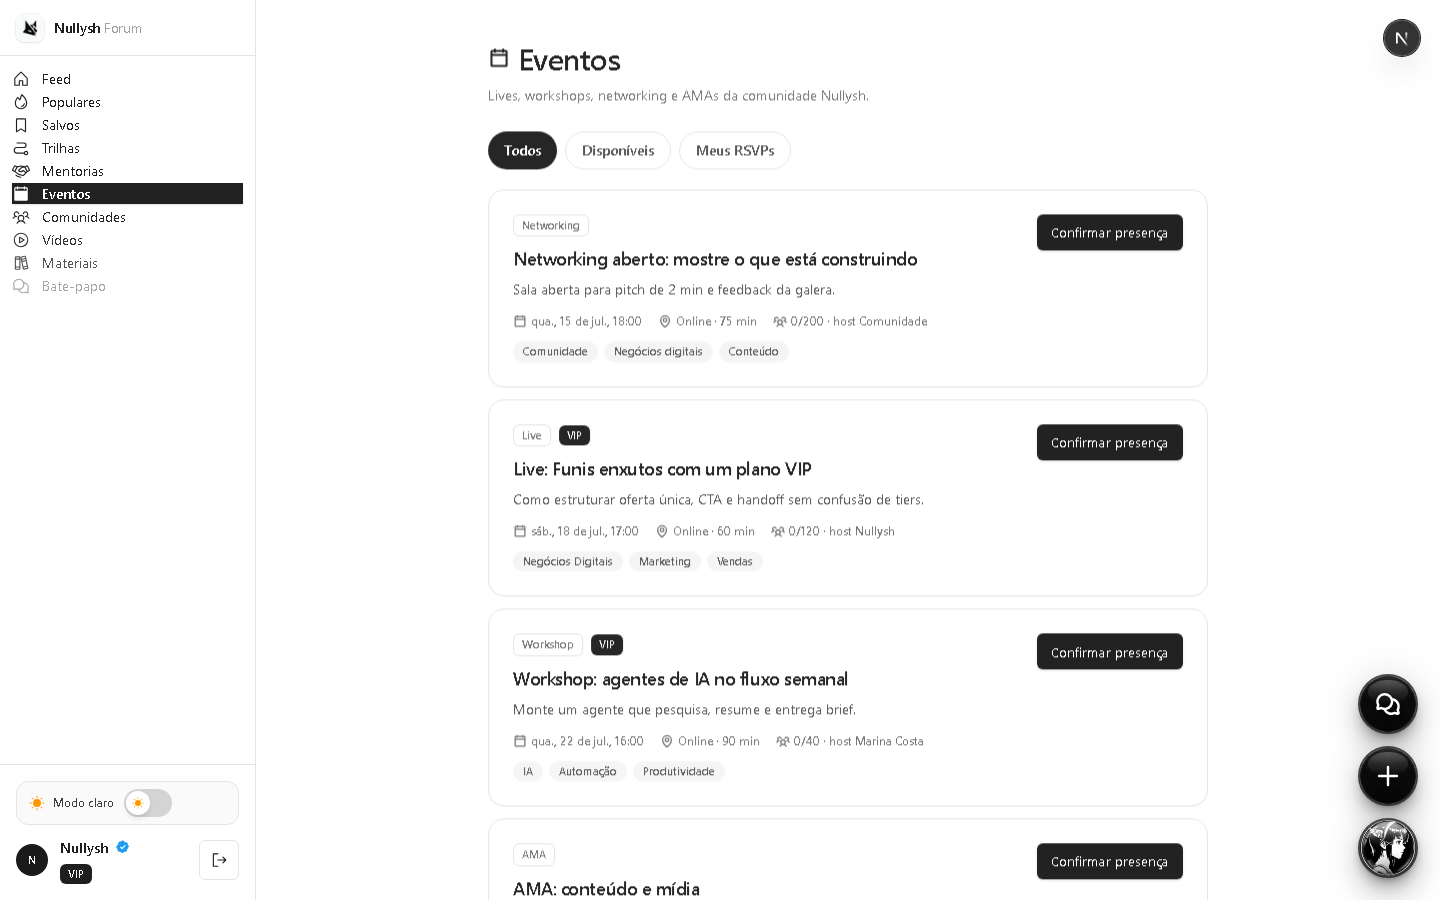 Nullysh Forum
Feed
Populares
Salvos
Trilhas
Mentorias
Eventos
Comunidades
Vídeos
Materiais
Bate-papo
Modo claro
N
Nullysh
VIP
N
Eventos
Lives, workshops, networking e AMAs da comunidade Nullysh.
Todos Disponíveis Meus RSVPs
Networking
Confirmar presença
Networking aberto: mostre o que está construindo
Sala aberta para pitch de 2 min e feedback da galera.
qua., 15 de jul., 18:00 Online · 75 min 0/200 · host Comunidade
Comunidade Negócios digitais Conteúdo
Live VIP
Confirmar presença
Live: Funis enxutos com um plano VIP
Como estruturar oferta única, CTA e handoff sem confusão de tiers.
sáb., 18 de jul., 17:00 Online · 60 min 0/120 · host Nullysh
Negócios Digitais Marketing Vendas
Workshop VIP
Confirmar presença
Workshop: agentes de IA no fluxo semanal
Monte um agente que pesquisa, resume e entrega brief.
qua., 22 de jul., 16:00 Online · 90 min 0/40 · host Marina Costa
IA Automação Produtividade
AMA
Confirmar presença
AMA: conteúdo e mídia